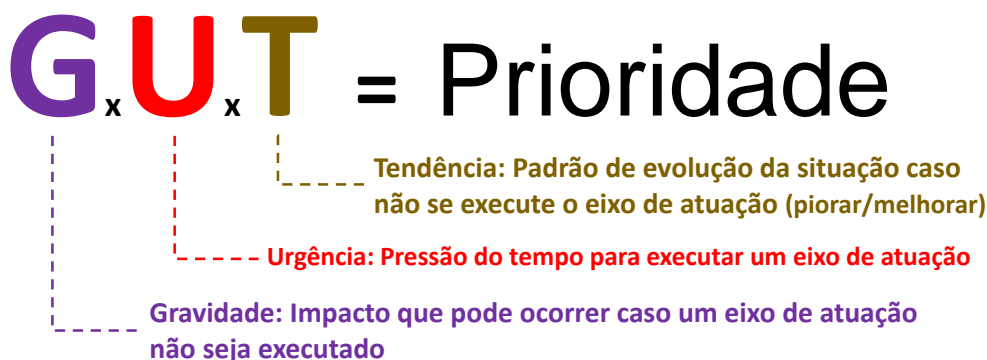 GxUxT = Prioridade
Tendência: Padrão de evolução da situação caso
não se execute o eixo de atuação (piorar/melhorar)
Urgência: Pressão do tempo para executar um eixo de atuação
Gravidade: Impacto que pode ocorrer caso um eixo de atuação
não seja executado